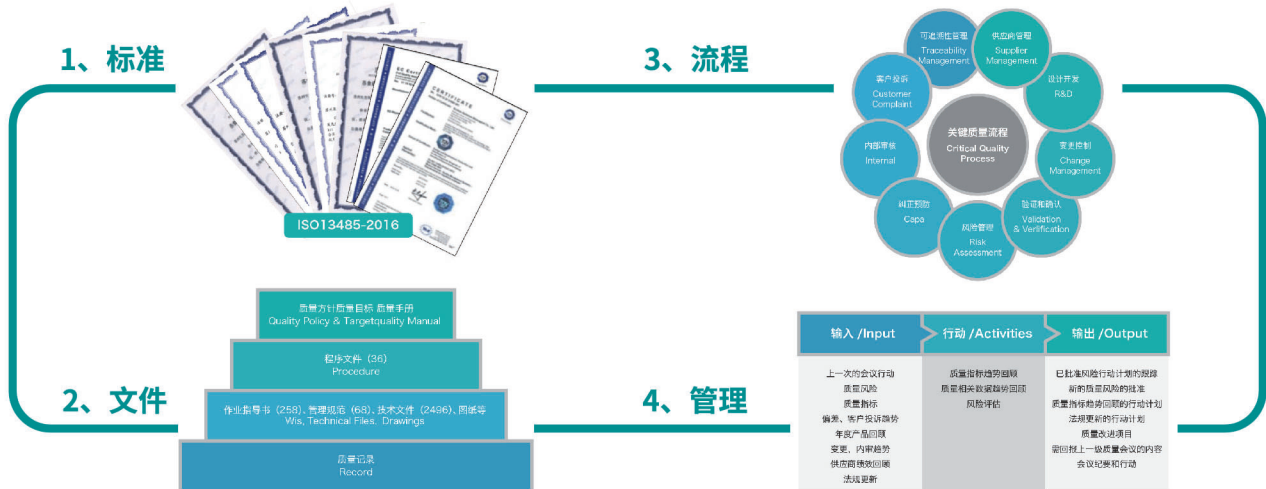 1、标准
CERTIFICATE
ISO13485-2016
2、文件
质量方针质量目标 质量手册
Quality Policy & Targetquality Manual
程序文件（36）
Procedure
作业指导书（258）、管理规范（68）、技术文件（2496）、图纸等
Wis, Technical Files, Drawings
质量记录
Record
3、流程
关键质量流程
Critical Quality
Process
可追溯性管理
Traceability
Management
供应商管理
Supplier
Management
设计开发
R&D
变更控制
Change
Management
验证和确认
Validation
& Verlification
风险管理
Risk
Assessment
纠正预防
Capa
内部审核
Internal
客户投诉
Customer
Complaint
4、管理
输入 /Input
上一次的会议行动
质量风险
质量指标
偏差、客户投诉趋势
年度产品回顾
变更、内审趋势
供应商绩效回顾
法规更新
行动 /Activities
质量指标趋势回顾
质量相关数据趋势回顾
风险评估
输出 /Output
已批准风险行动计划的跟踪
新的质量风险的批准
质量指标趋势回顾的行动计划
法规更新的行动计划
质量改进项目
需回报上一级质量会议的内容
会议纪要和行动